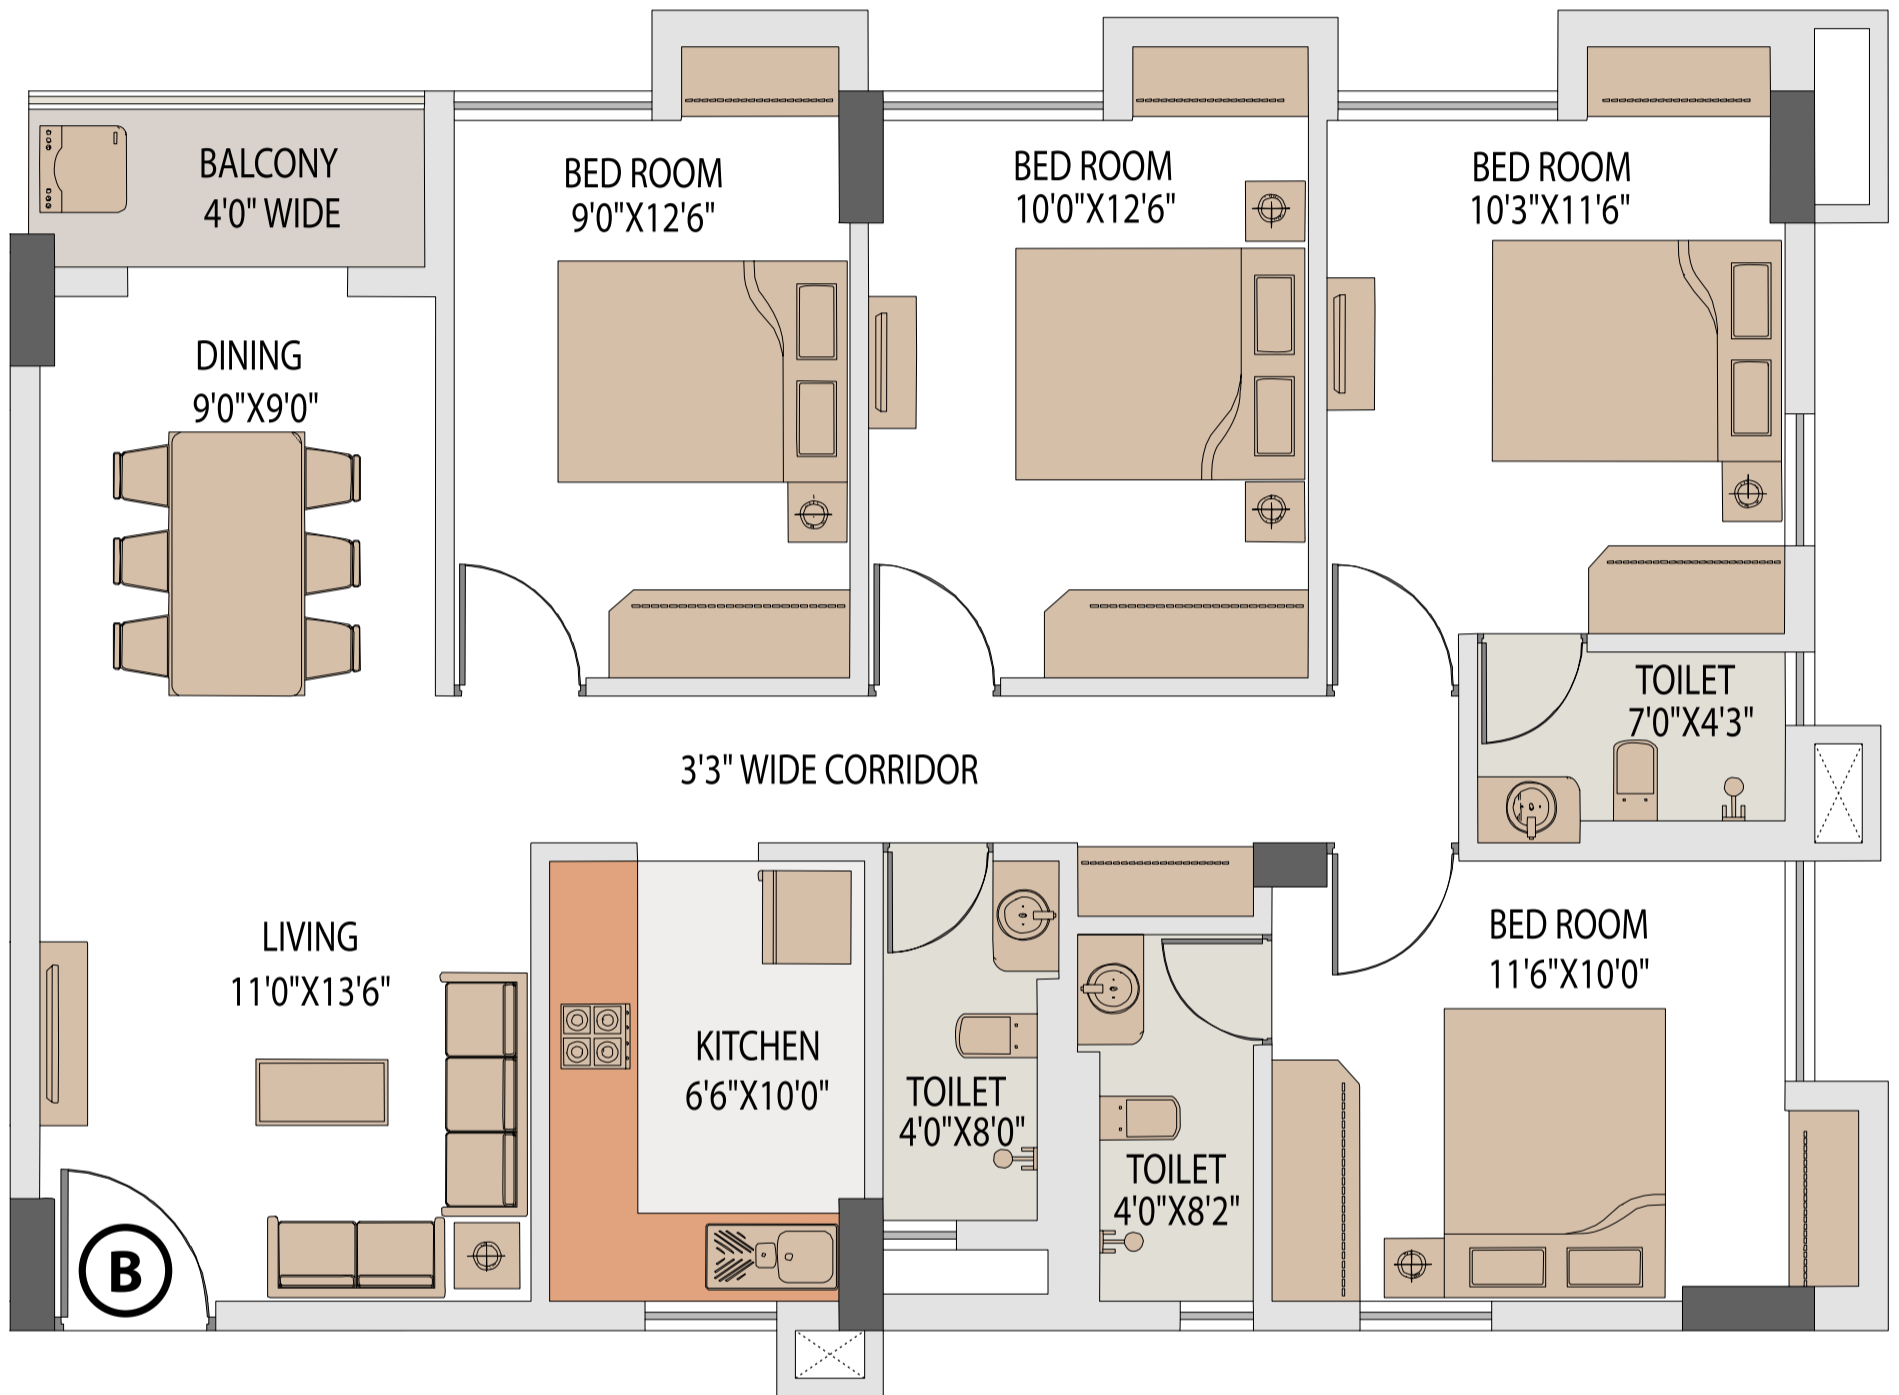 BALCONY
4'0" WIDE
BED ROOM
9'0"X12'6"
BED ROOM
10'0"X12'6"
BED ROOM
10'3"X11'6"
DINING
9'0"X9'0"
TOILET
7'0"X4'3"
3'3" WIDE CORRIDOR
LIVING
11'0"X13'6"
KITCHEN
6'6"X10'0"
TOILET
4'0"X8'0"
TOILET
4'0"X8'2"
BED ROOM
11'6"X10'0"
B